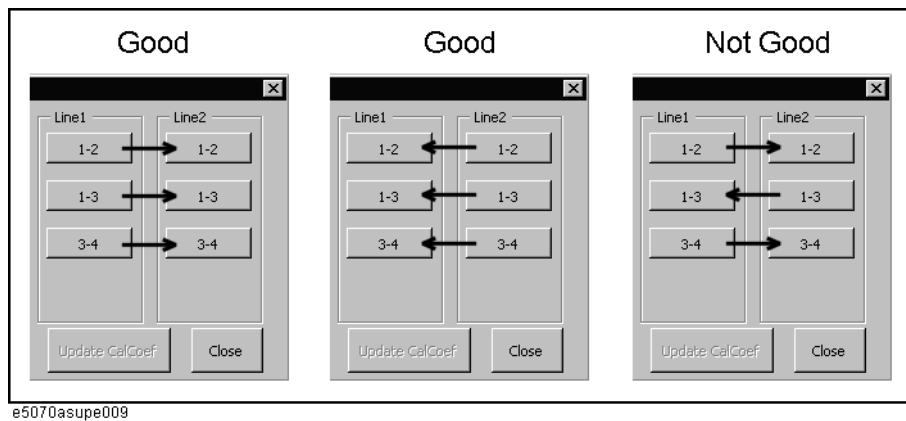 Good Good Not Good
Line1 Line2 Line1 Line2 Line1 Line2
1-2 1-2 1-2 1-2 1-2 1-2
1-3 1-3 1-3 1-3 1-3 1-3
3-4 3-4 3-4 3-4 3-4 3-4
Update CalCoef Close Update CalCoef Close Update CalCoef Close
e5070asupe009